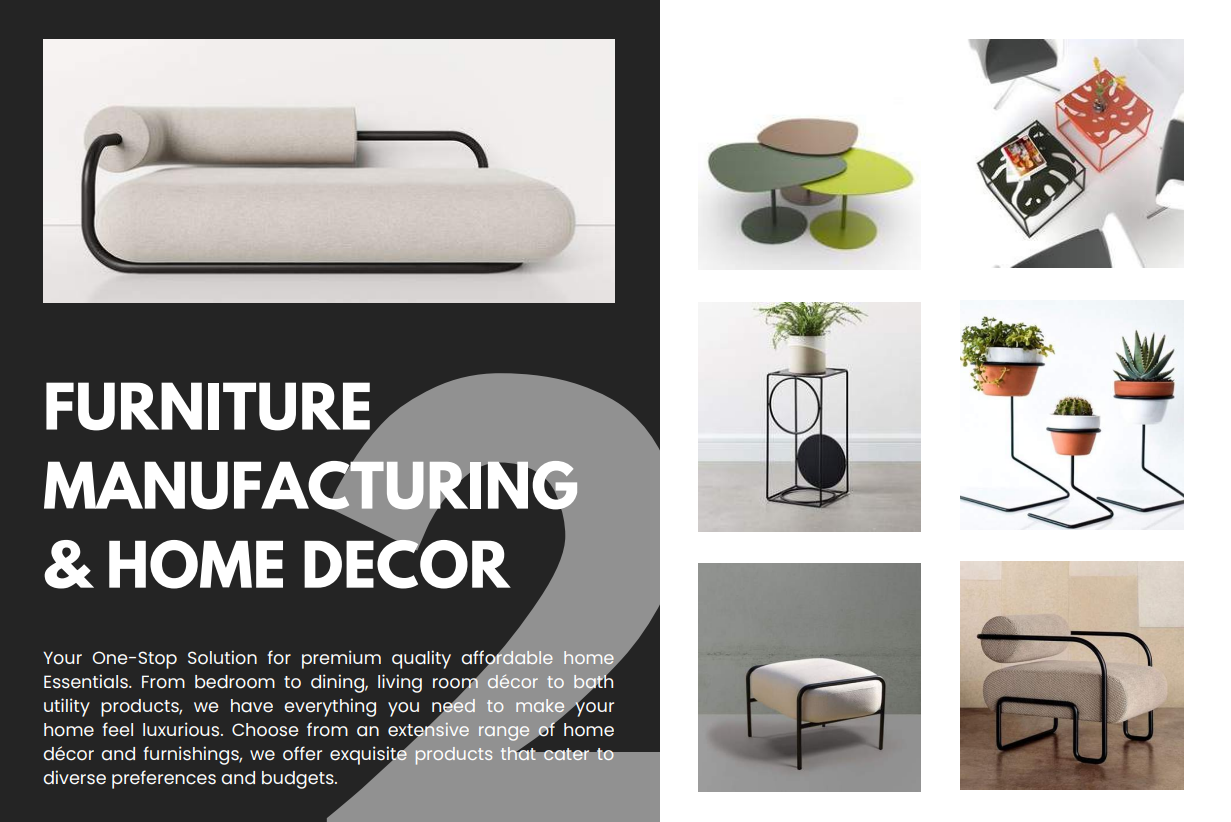 FURNITURE
MANUFACTURING
& HOME DECOR
2
Your One-Stop Solution for premium quality affordable home
Essentials. From bedroom to dining, living room décor to bath
utility products, we have everything you need to make your
home feel luxurious. Choose from an extensive range of home
décor and furnishings, we offer exquisite products that cater to
diverse preferences and budgets.